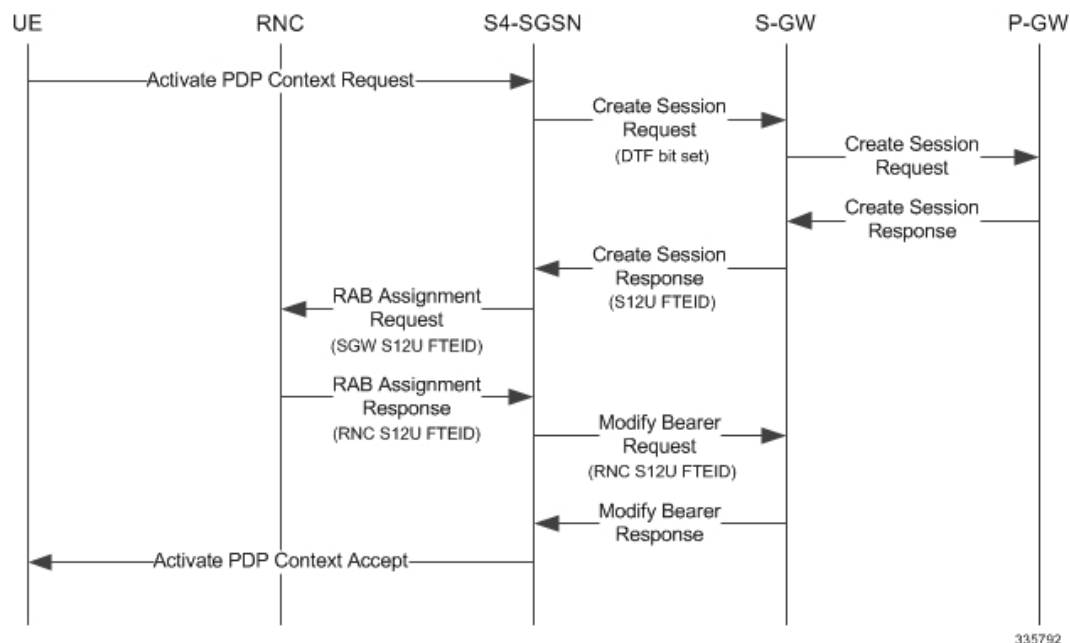 UE
RNC
S4-SGSN
S-GW
P-GW
Activate PDP Context Request
Create Session
Request
(DTF bit set)
Create Session
Request
Create Session
Response
Create Session
Response
(S12U FTEID)
RAB Assignment
Request
(SGW S12U FTEID)
RAB Assignment
Response
(RNC S12U FTEID)
Modify Bearer
Request
(RNC S12U FTEID)
Modify Bearer
Response
Activate PDP Context Accept
335792